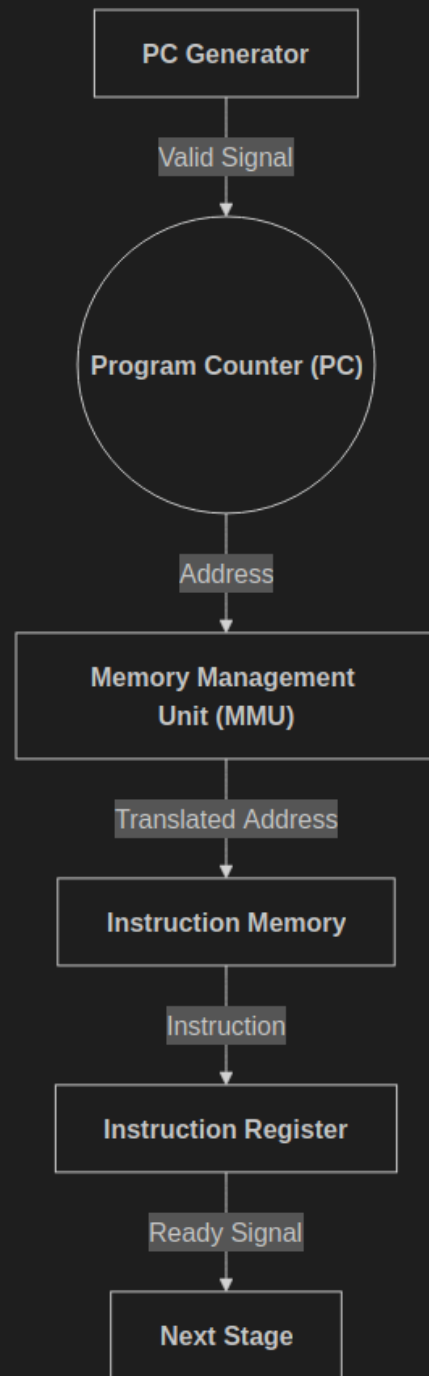 PC Generator
Valid Signal
Program Counter (PC)
Address
Memory Management
Unit (MMU)
Translated Address
Instruction Memory
Instruction
Instruction Register
Ready Signal
Next Stage